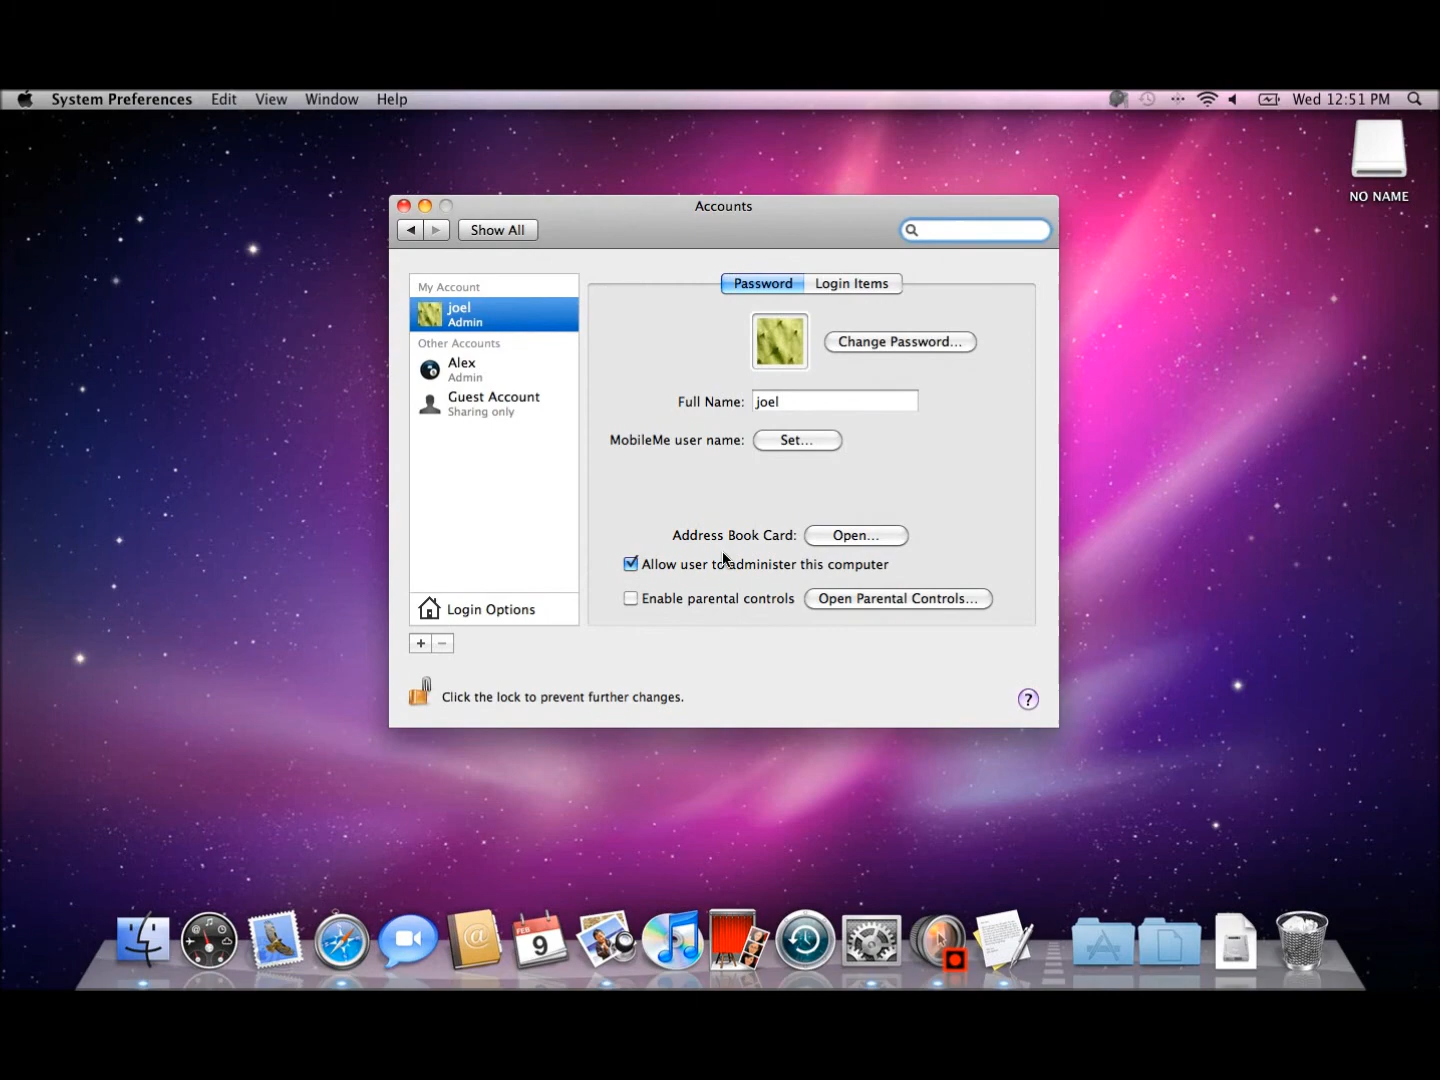 System Preferences Edit View Window Help Wed 12:51 PM
NO NAME
Accounts
Show All
My Account
joel
Admin
Other Accounts
Alex
Admin
Guest Account
Sharing only
Login Options
+ −
Password Login Items
Change Password...
Full Name: joel
MobileMe user name: Set...
Address Book Card: Open...
Allow user to administer this computer
Enable parental controls Open Parental Controls...
Click the lock to prevent further changes.
?
@
FEB
9